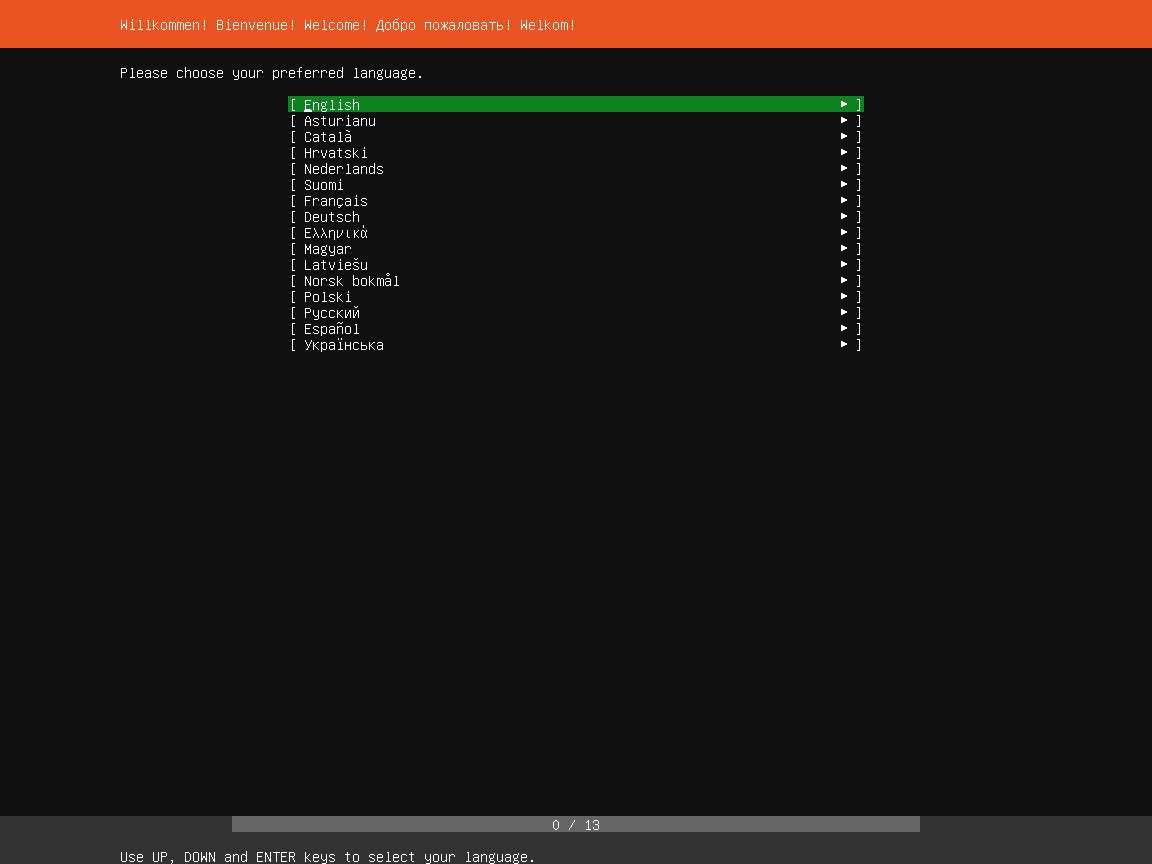 Willkommen! Bienvenue! Welcome! Добро пожаловать! Welkom!
Please choose your preferred language.
[ English ► ]
[ Asturianu ► ]
[ Català ► ]
[ Hrvatski ► ]
[ Nederlands ► ]
[ Suomi ► ]
[ Français ► ]
[ Deutsch ► ]
[ Ελληνικά ► ]
[ Magyar ► ]
[ Latviešu ► ]
[ Norsk bokmål ► ]
[ Polski ► ]
[ Русский ► ]
[ Español ► ]
[ Українська ► ]
0 / 13
Use UP, DOWN and ENTER keys to select your language.